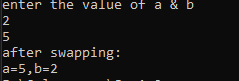 enter the value of a & b
2
5
after swapping:
a=5,b=2